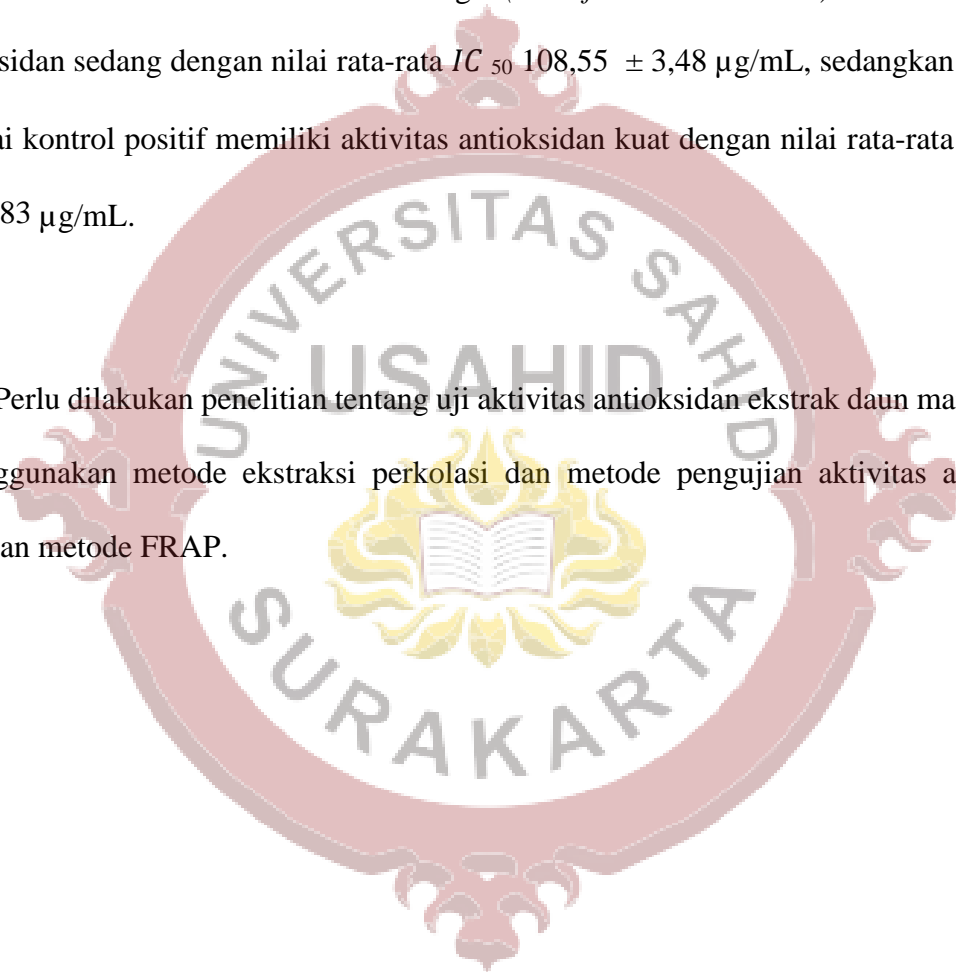 sidan sedang dengan nilai rata-rata IC 50 108,55 ± 3,48 µg/mL, sedangkan
ai kontrol positif memiliki aktivitas antioksidan kuat dengan nilai rata-rata
83 µg/mL.
UNIVERSITAS SAHID
USAHID
Perlu dilakukan penelitian tentang uji aktivitas antioksidan ekstrak daun ma
ggunakan metode ekstraksi perkolasi dan metode pengujian aktivitas a
an metode FRAP.
SURAKARTA